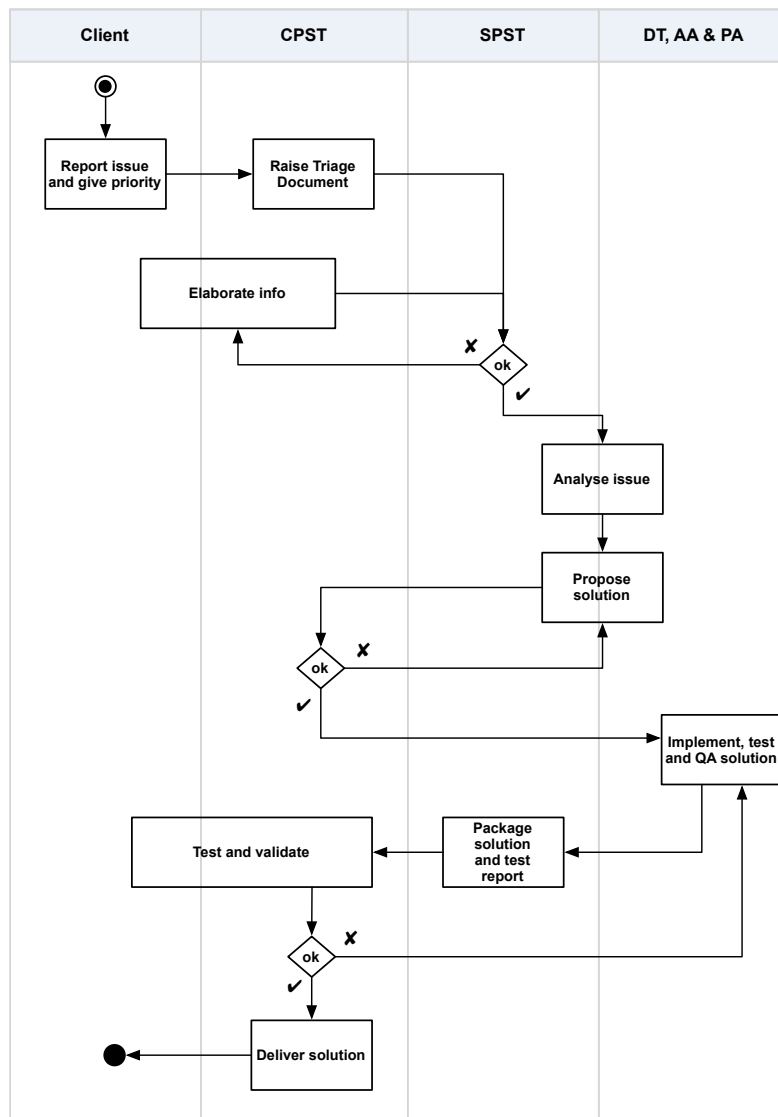 Client
CPST
SPST
DT, AA & PA
Report issue
and give priority
Raise Triage
Document
Elaborate info
✘
ok
✔
Analyse issue
Propose
solution
✘
ok
✔
Implement, test
and QA solution
Package
solution
and test
report
Test and validate
✘
ok
✔
Deliver solution